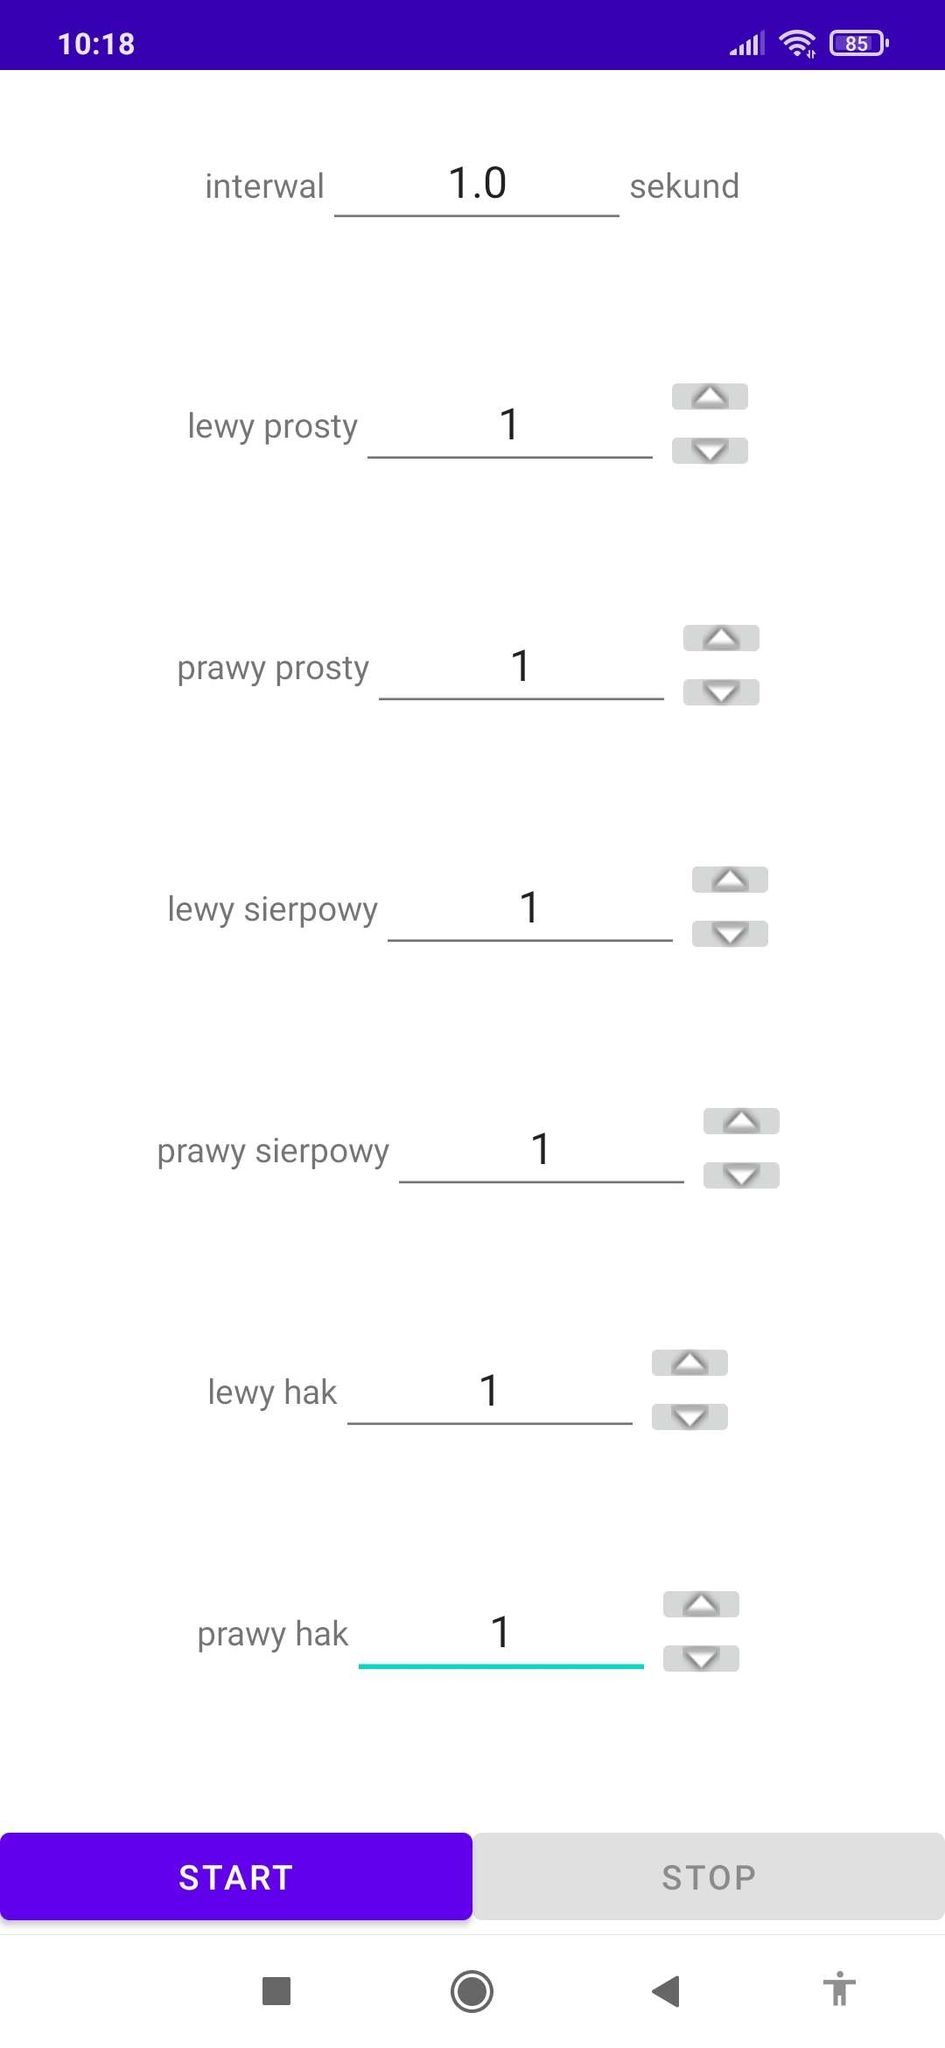 10:18 85
interwal 1.0 sekund
lewy prosty 1
prawy prosty 1
lewy sierpowy 1
prawy sierpowy 1
lewy hak 1
prawy hak 1
START STOP